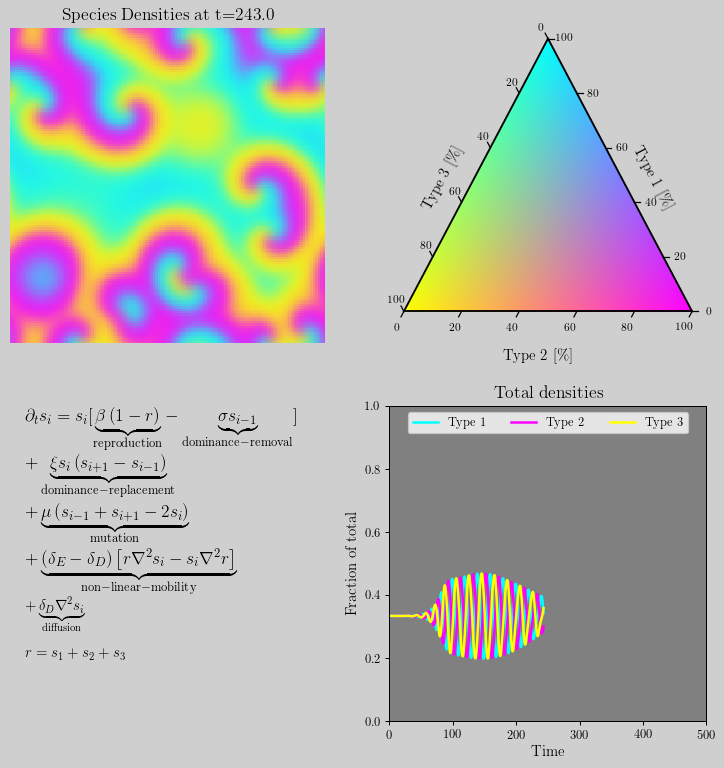 Species Densities at t=243.0
0
100
20
80
40
60
Type 3 [%]
Type 1 [%]
60
40
80
20
100
0
0
20
40
60
80
100
Type 2 [%]
∂ₜsᵢ = sᵢ[β (1 − r) − σsᵢ₋₁ ]
reproduction dominance−removal
+ ξsᵢ (sᵢ₊₁ − sᵢ₋₁)
dominance−replacement
+ μ (sᵢ₋₁ + sᵢ₊₁ − 2sᵢ)
mutation
+ (δ_E − δ_D) [r∇²sᵢ − sᵢ∇²r]
non−linear−mobility
+ δ_D∇²sᵢ
diffusion
r = s₁ + s₂ + s₃
Total densities
Type 1 Type 2 Type 3
1.0
0.8
0.6
0.4
0.2
0.0
Fraction of total
0 100 200 300 400 500
Time